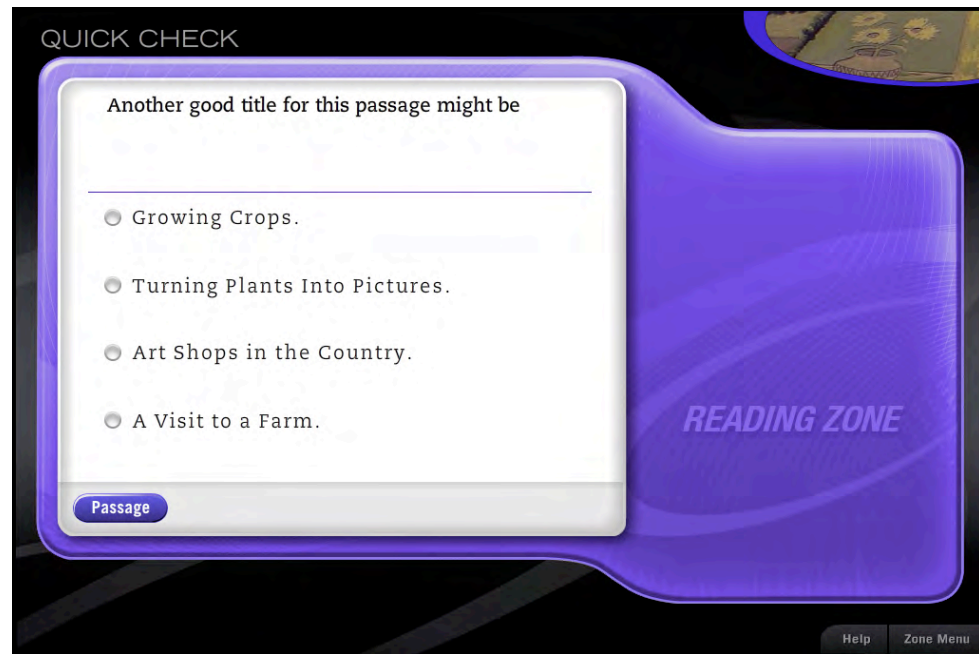 QUICK CHECK
Another good title for this passage might be
Growing Crops.
Turning Plants Into Pictures.
Art Shops in the Country.
A Visit to a Farm.
READING ZONE
Passage
Help
Zone Menu